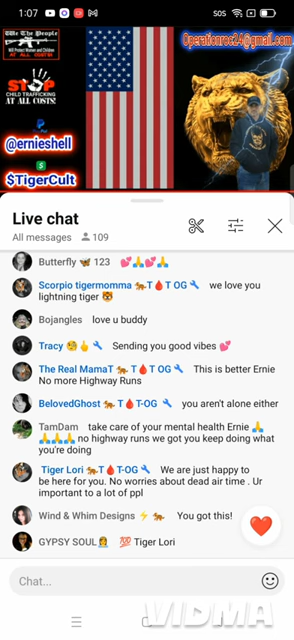 1:07
SOS
We The People
Will Protect Women and Children
AT ALL COSTS!
Operationroc24@gmail.com
STOP
CHILD TRAFFICKING
AT ALL COSTS!
@ernieshell
$TigerCult
Live chat
All messages 109
Butterfly 🦋 123 💕🙏💕🙏
Scorpio tigermomma 🐅T🩸T OG🔧 we love you
lightning tiger 🐯
Bojangles love u buddy
Tracy 🧐🖕🔧 Sending you good vibes 💕
The Real MamaT 🐅 T🩸T OG🔧 This is better Ernie
No more Highway Runs
BelovedGhost 🐅T🩸T-OG 🔧 you aren't alone either
TamDam take care of your mental health Ernie 🙏
🙏🙏🙏🙏 no highway runs we got you keep doing what
you're doing
Tiger Lori 🐅T🩸T-OG🔧 We are just happy to
be here for you. No worries about dead air time . Ur
important to a lot of ppl
Wind & Whim Designs ⚡ 🐅 You got this!
GYPSY SOUL 💯 Tiger Lori
Chat...
VIDMA